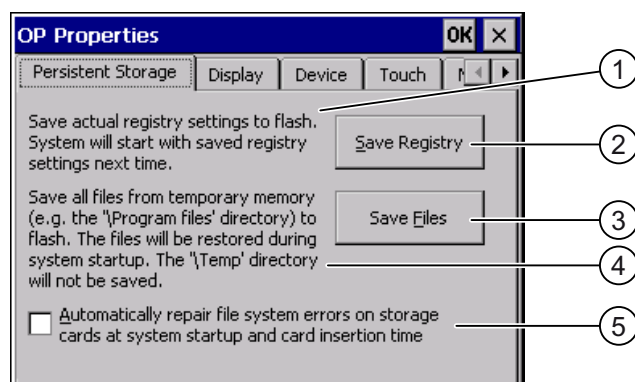 OP Properties OK ×
Persistent Storage Display Device Touch
1
Save actual registry settings to flash.
System will start with saved registry
settings next time.
Save Registry
2
Save all files from temporary memory
(e.g. the "\Program files' directory) to
flash. The files will be restored during
system startup. The "\Temp' directory
will not be saved.
Save Files
3
4
Automatically repair file system errors on storage
cards at system startup and card insertion time
5